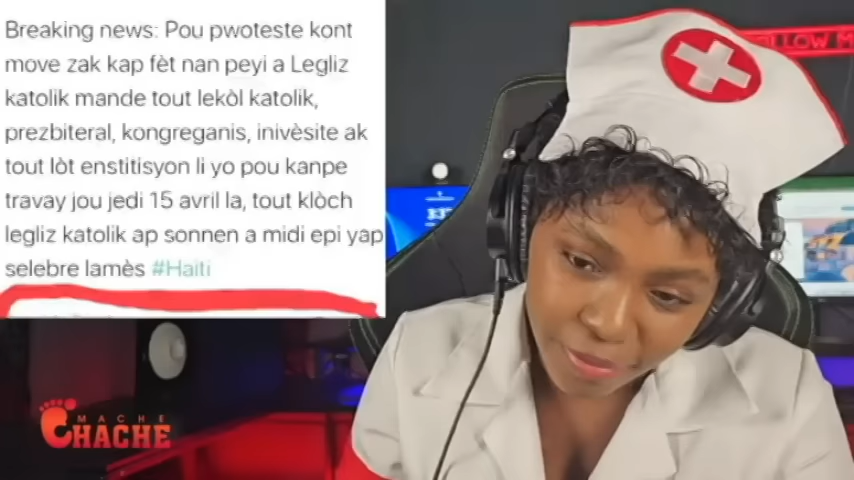 Breaking news: Pou pwoteste kont
move zak kap fèt nan peyi a Legliz
katolik mande tout lekòl katolik,
prezbiteral, kongreganis, inivèsite ak
tout lòt enstitisyon li yo pou kanpe
travay jou jedi 15 avril la, tout klòch
legliz katolik ap sonnen a midi epi yap
selebre lamès #Haiti
MACHE
HACHE